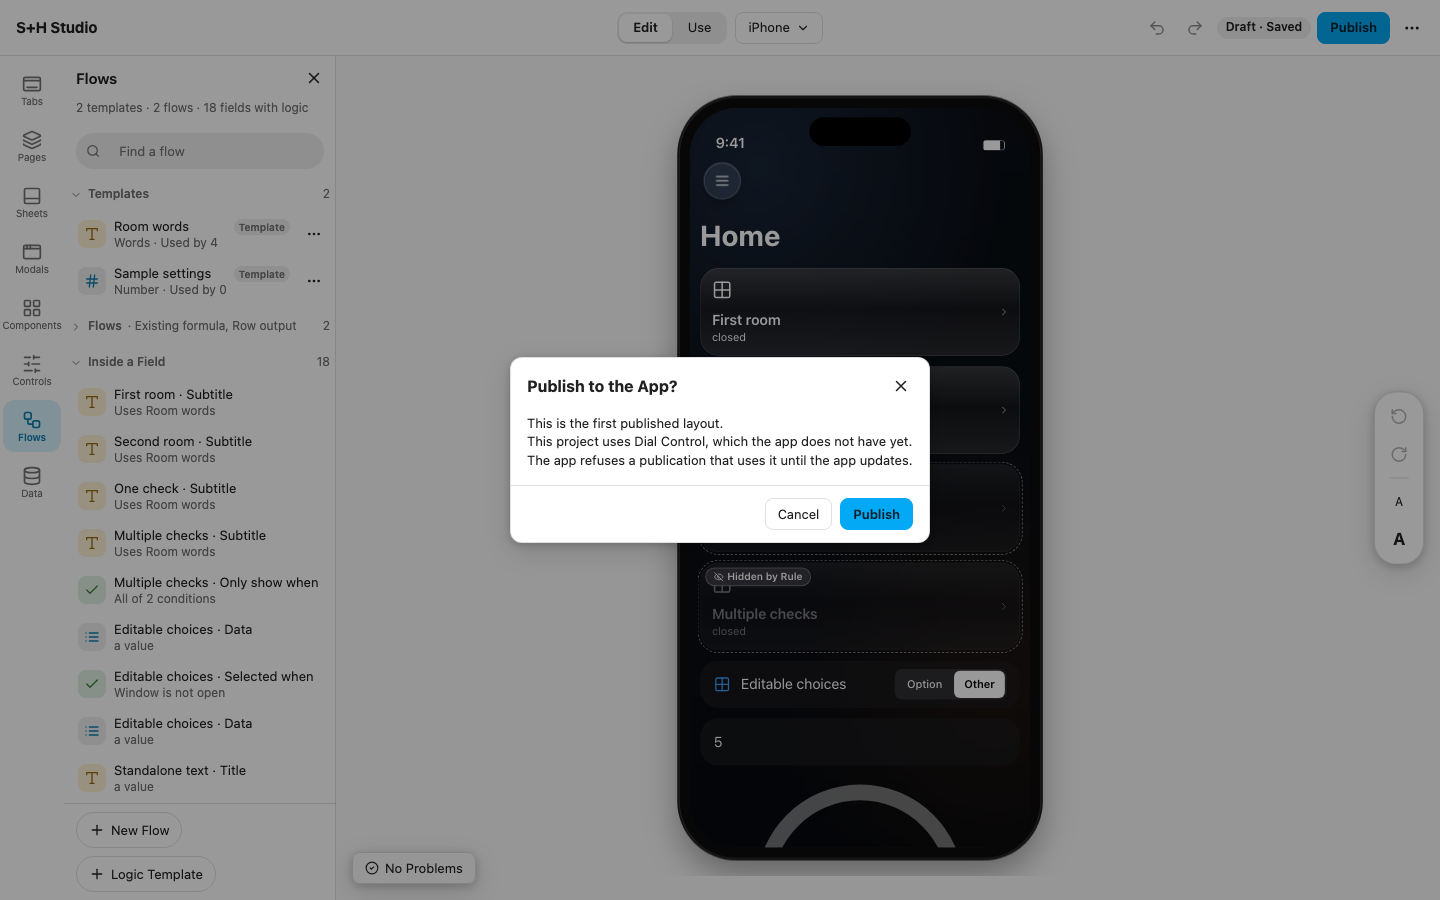 S+H Studio
Edit
Use
iPhone
Draft · Saved
Publish
Tabs
Pages
Sheets
Modals
Components
Controls
Flows
Data
Flows
2 templates · 2 flows · 18 fields with logic
Find a flow
Templates 2
Room words Template
Words · Used by 4
Sample settings Template
Number · Used by 0
Flows · Existing formula, Row output 2
Inside a Field 18
First room · Subtitle
Uses Room words
Second room · Subtitle
Uses Room words
One check · Subtitle
Uses Room words
Multiple checks · Subtitle
Uses Room words
Multiple checks · Only show when
All of 2 conditions
Editable choices · Data
a value
Editable choices · Selected when
Window is not open
Editable choices · Data
a value
Standalone text · Title
a value
New Flow
Logic Template
No Problems
9:41
Home
First room
closed
Publish to the App?
This is the first published layout.
This project uses Dial Control, which the app does not have yet.
The app refuses a publication that uses it until the app updates.
Cancel
Publish
Hidden by Rule
Multiple checks
closed
Editable choices
Option
Other
5
A
A